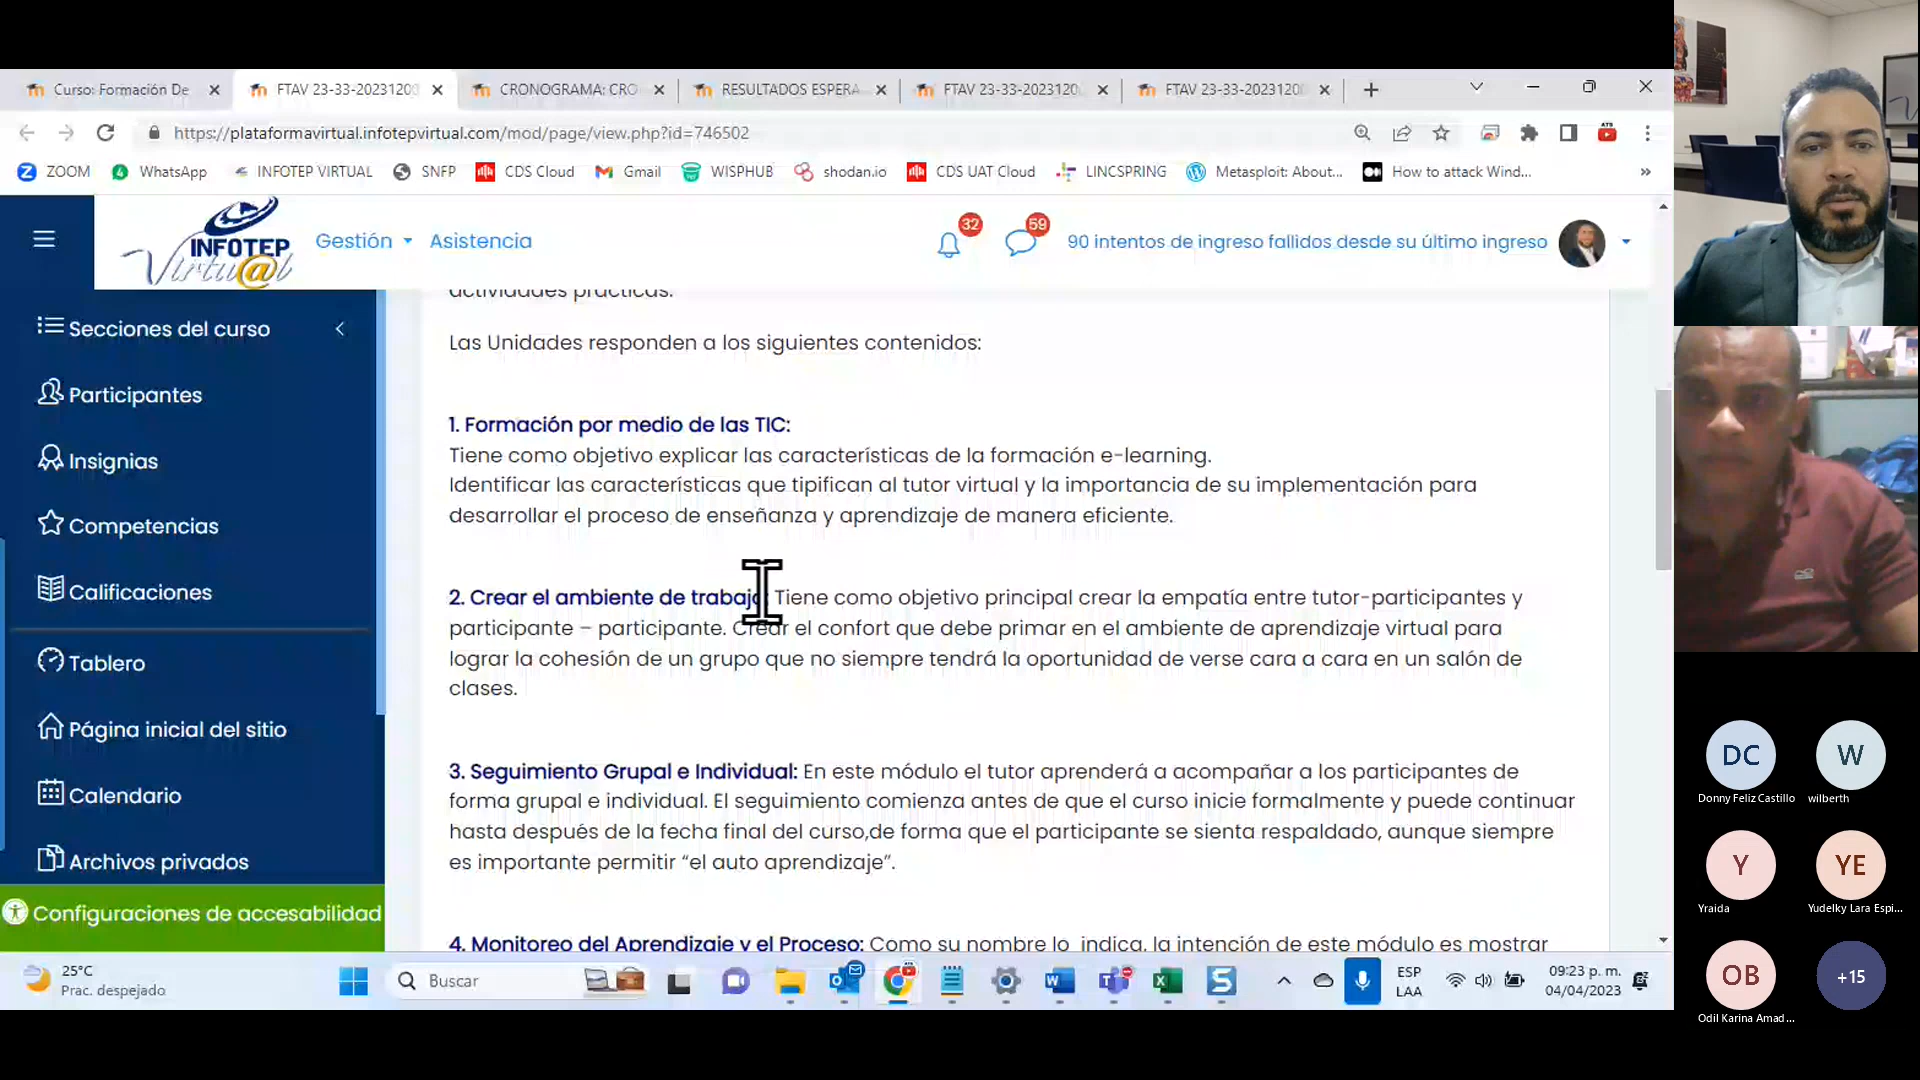 Curso: Formación De
FTAV 23-33-20231200
CRONOGRAMA: CRO
RESULTADOS ESPERA
FTAV 23-33-2023120
FTAV 23-33-2023120
https://plataformavirtual.infotepvirtual.com/mod/page/view.php?id=746502
ZOOM
WhatsApp
INFOTEP VIRTUAL
SNFP
CDS Cloud
Gmail
WISPHUB
shodan.io
CDS UAT Cloud
LINCSPRING
Metasploit: About...
How to attack Wind...
INFOTEP
Virtu@l
Gestión
Asistencia
32
59
90 intentos de ingreso fallidos desde su último ingreso
Secciones del curso
Participantes
Insignias
Competencias
Calificaciones
Tablero
Página inicial del sitio
Calendario
Archivos privados
Configuraciones de accesabilidad
actividades prácticas.
Las Unidades responden a los siguientes contenidos:
1. Formación por medio de las TIC:
Tiene como objetivo explicar las características de la formación e-learning.
Identificar las características que tipifican al tutor virtual y la importancia de su implementación para
desarrollar el proceso de enseñanza y aprendizaje de manera eficiente.
2. Crear el ambiente de trabajo: Tiene como objetivo principal crear la empatía entre tutor-participantes y
participante – participante. Crear el confort que debe primar en el ambiente de aprendizaje virtual para
lograr la cohesión de un grupo que no siempre tendrá la oportunidad de verse cara a cara en un salón de
clases.
3. Seguimiento Grupal e Individual: En este módulo el tutor aprenderá a acompañar a los participantes de
forma grupal e individual. El seguimiento comienza antes de que el curso inicie formalmente y puede continuar
hasta después de la fecha final del curso,de forma que el participante se sienta respaldado, aunque siempre
es importante permitir “el auto aprendizaje”.
4. Monitoreo del Aprendizaje y el Proceso: Como su nombre lo indica, la intención de este módulo es mostrar
25°C
Prac. despejado
Buscar
ESP
LAA
09:23 p. m.
04/04/2023
DC
Donny Feliz Castillo
W
wilberth
Y
Yraida
YE
Yudelky Lara Espi...
OB
Odil Karina Amad...
+15